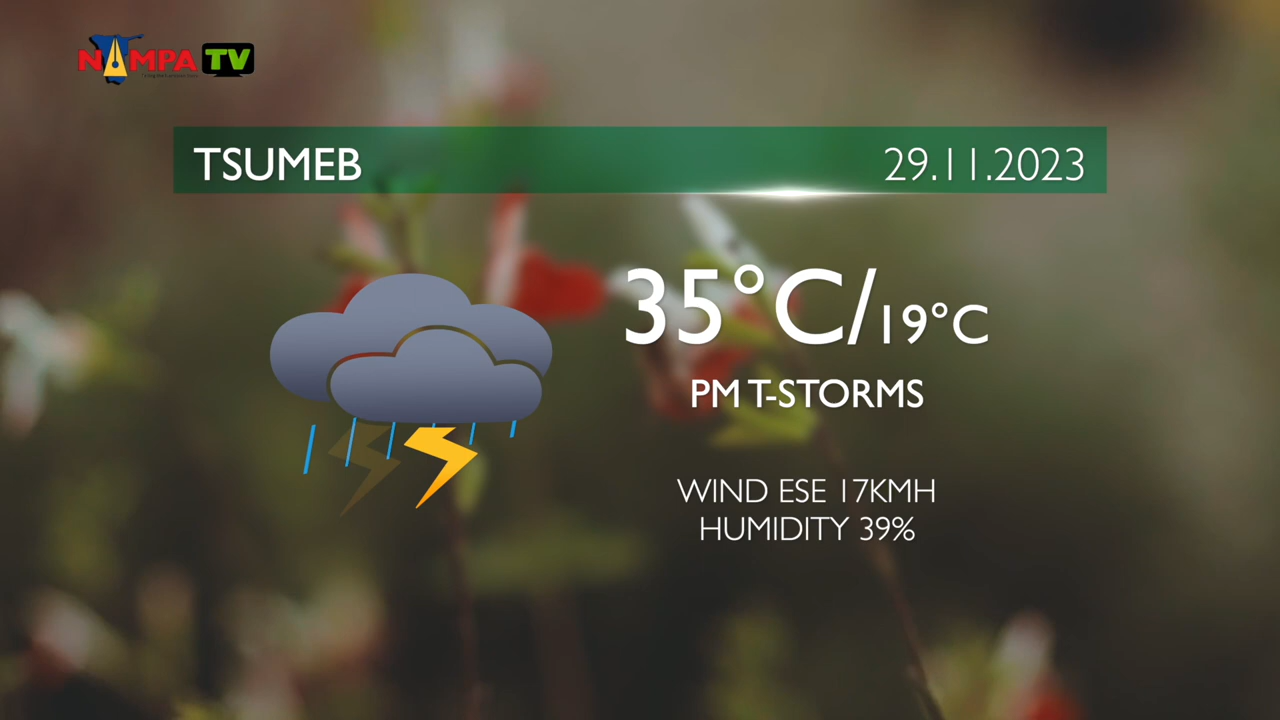 NAMPA TV
TSUMEB
29.11.2023
35°C/19°C
PM T-STORMS
WIND ESE 17KMH
HUMIDITY 39%